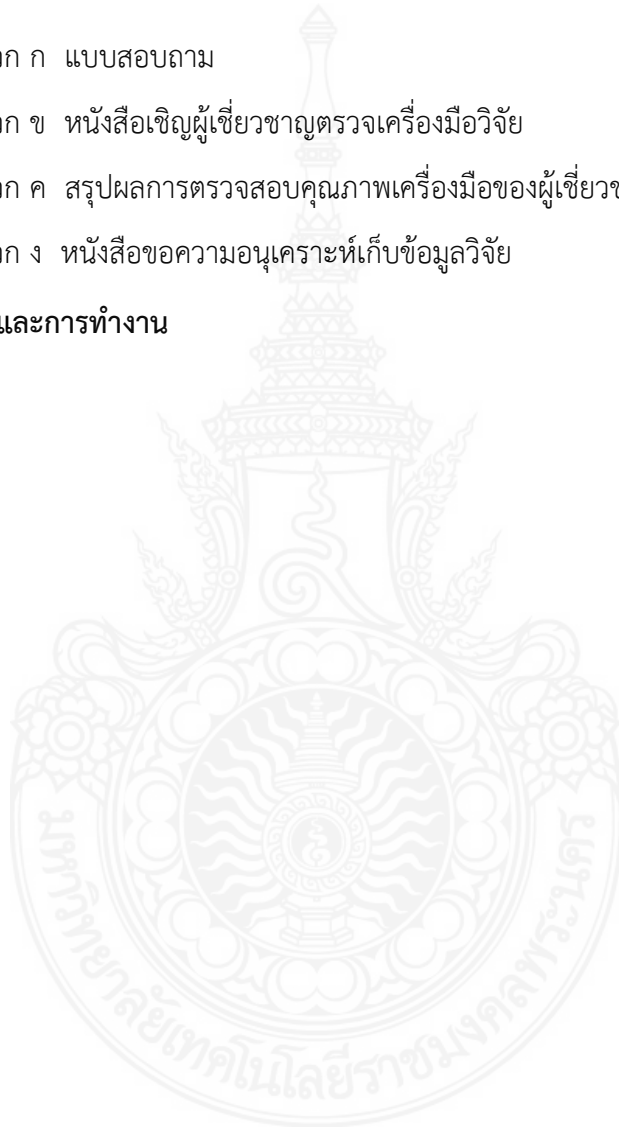 วก ก แบบสอบถาม
วก ข หนังสือเชิญผู้เชี่ยวชาญตรวจเครื่องมือวิจัย
วก ค สรุปผลการตรวจสอบคุณภาพเครื่องมือของผู้เชี่ยวช
วก ง หนังสือขอความอนุเคราะห์เก็บข้อมูลวิจัย
และการทำงาน
มหาวิทยาลัยเทคโนโลยีราชมงคลพระนคร